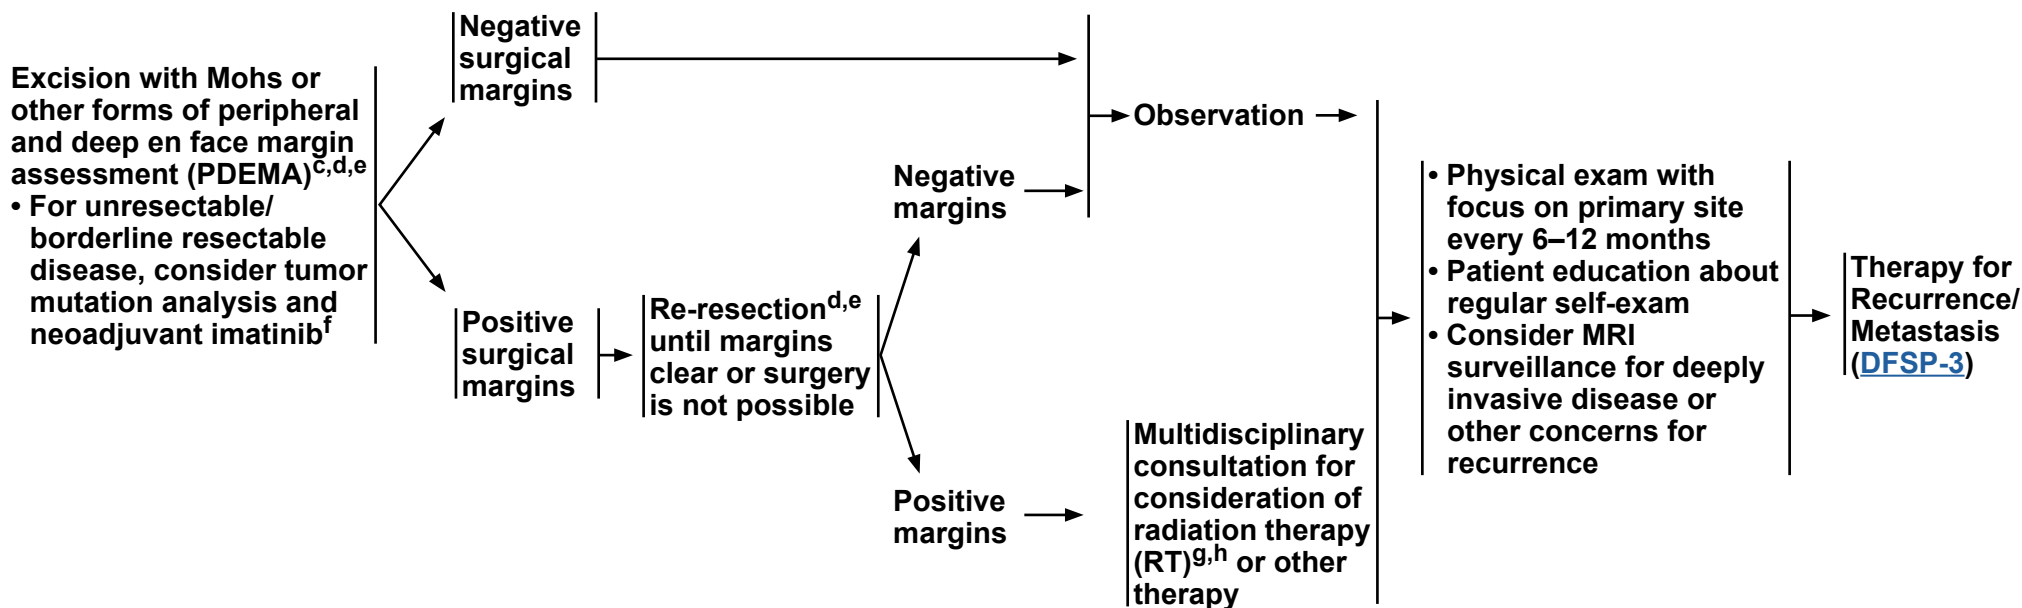 Excision with Mohs or
other forms of peripheral
and deep en face margin
assessment (PDEMA)c,d,e
• For unresectable/
borderline resectable
disease, consider tumor
mutation analysis and
neoadjuvant imatinibf
Negative
surgical
margins
Positive
surgical
margins
Re-resectiond,e
until margins
clear or surgery
is not possible
Negative
margins
Positive
margins
Observation
Multidisciplinary
consultation for
consideration of
radiation therapy
(RT)g,h or other
therapy
• Physical exam with
focus on primary site
every 6–12 months
• Patient education about
regular self-exam
• Consider MRI
surveillance for deeply
invasive disease or
other concerns for
recurrence
Therapy for
Recurrence/
Metastasis
(DFSP-3)